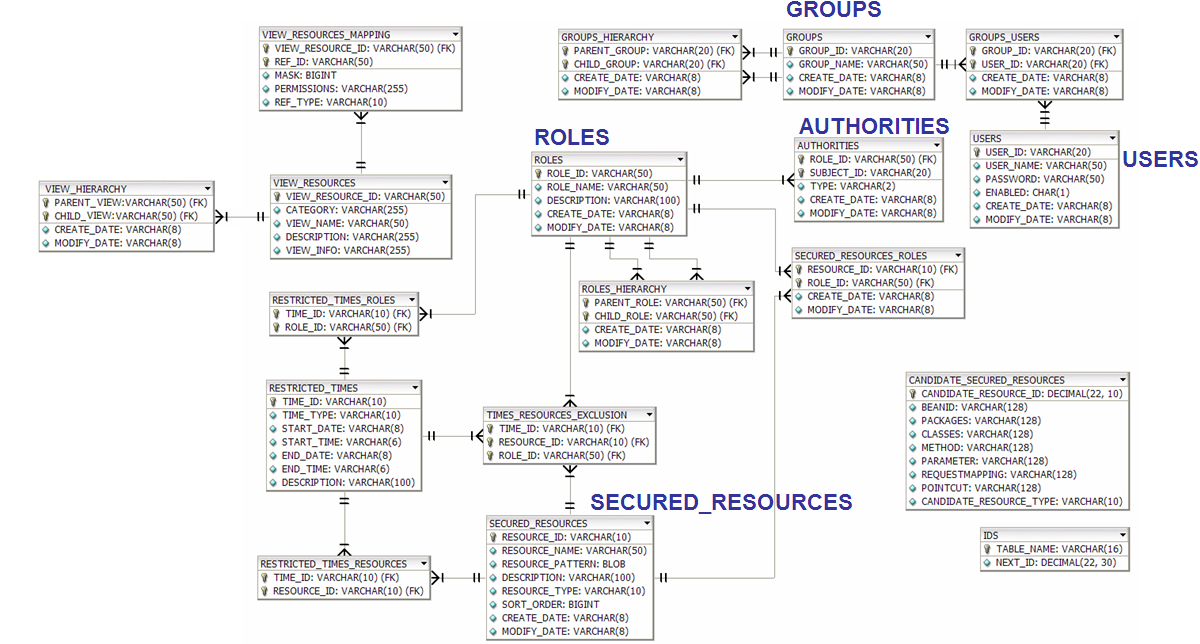 GROUPS
VIEW_RESOURCES_MAPPING
VIEW_RESOURCE_ID: VARCHAR(50) (FK)
REF_ID: VARCHAR(50)
MASK: BIGINT
PERMISSIONS: VARCHAR(255)
REF_TYPE: VARCHAR(10)
GROUPS_HIERARCHY
PARENT_GROUP: VARCHAR(20) (FK)
CHILD_GROUP: VARCHAR(20) (FK)
CREATE_DATE: VARCHAR(8)
MODIFY_DATE: VARCHAR(8)
GROUPS
GROUP_ID: VARCHAR(20)
GROUP_NAME: VARCHAR(50)
CREATE_DATE: VARCHAR(8)
MODIFY_DATE: VARCHAR(8)
GROUPS_USERS
GROUP_ID: VARCHAR(20) (FK)
USER_ID: VARCHAR(20) (FK)
CREATE_DATE: VARCHAR(8)
MODIFY_DATE: VARCHAR(8)
ROLES
AUTHORITIES
USERS
VIEW_HIERARCHY
PARENT_VIEW:VARCHAR(50) (FK)
CHILD_VIEW:VARCHAR(50) (FK)
CREATE_DATE: VARCHAR(8)
MODIFY_DATE: VARCHAR(8)
VIEW_RESOURCES
VIEW_RESOURCE_ID: VARCHAR(50)
CATEGORY: VARCHAR(255)
VIEW_NAME: VARCHAR(50)
DESCRIPTION: VARCHAR(255)
VIEW_INFO: VARCHAR(255)
ROLES
ROLE_ID: VARCHAR(50)
ROLE_NAME: VARCHAR(50)
DESCRIPTION: VARCHAR(100)
CREATE_DATE: VARCHAR(8)
MODIFY_DATE: VARCHAR(8)
AUTHORITIES
ROLE_ID: VARCHAR(50) (FK)
SUBJECT_ID: VARCHAR(20)
TYPE: VARCHAR(2)
CREATE_DATE: VARCHAR(8)
MODIFY_DATE: VARCHAR(8)
USERS
USER_ID: VARCHAR(20)
USER_NAME: VARCHAR(50)
PASSWORD: VARCHAR(50)
ENABLED: CHAR(1)
CREATE_DATE: VARCHAR(8)
MODIFY_DATE: VARCHAR(8)
RESTRICTED_TIMES_ROLES
TIME_ID: VARCHAR(10) (FK)
ROLE_ID: VARCHAR(50) (FK)
ROLES_HIERARCHY
PARENT_ROLE: VARCHAR(50) (FK)
CHILD_ROLE: VARCHAR(50) (FK)
CREATE_DATE: VARCHAR(8)
MODIFY_DATE: VARCHAR(8)
SECURED_RESOURCES_ROLES
RESOURCE_ID: VARCHAR(10) (FK)
ROLE_ID: VARCHAR(50) (FK)
CREATE_DATE: VARCHAR(8)
MODIFY_DATE: VARCHAR(8)
RESTRICTED_TIMES
TIME_ID: VARCHAR(10)
TIME_TYPE: VARCHAR(10)
START_DATE: VARCHAR(8)
START_TIME: VARCHAR(6)
END_DATE: VARCHAR(8)
END_TIME: VARCHAR(6)
DESCRIPTION: VARCHAR(100)
TIMES_RESOURCES_EXCLUSION
TIME_ID: VARCHAR(10) (FK)
RESOURCE_ID: VARCHAR(10) (FK)
ROLE_ID: VARCHAR(50) (FK)
CANDIDATE_SECURED_RESOURCES
CANDIDATE_RESOURCE_ID: DECIMAL(22, 10)
BEANID: VARCHAR(128)
PACKAGES: VARCHAR(128)
CLASSES: VARCHAR(128)
METHOD: VARCHAR(128)
PARAMETER: VARCHAR(128)
REQUESTMAPPING: VARCHAR(128)
POINTCUT: VARCHAR(128)
CANDIDATE_RESOURCE_TYPE: VARCHAR(10)
SECURED_RESOURCES
RESTRICTED_TIMES_RESOURCES
TIME_ID: VARCHAR(10) (FK)
RESOURCE_ID: VARCHAR(10) (FK)
SECURED_RESOURCES
RESOURCE_ID: VARCHAR(10)
RESOURCE_NAME: VARCHAR(50)
RESOURCE_PATTERN: BLOB
DESCRIPTION: VARCHAR(100)
RESOURCE_TYPE: VARCHAR(10)
SORT_ORDER: BIGINT
CREATE_DATE: VARCHAR(8)
MODIFY_DATE: VARCHAR(8)
IDS
TABLE_NAME: VARCHAR(16)
NEXT_ID: DECIMAL(22, 30)